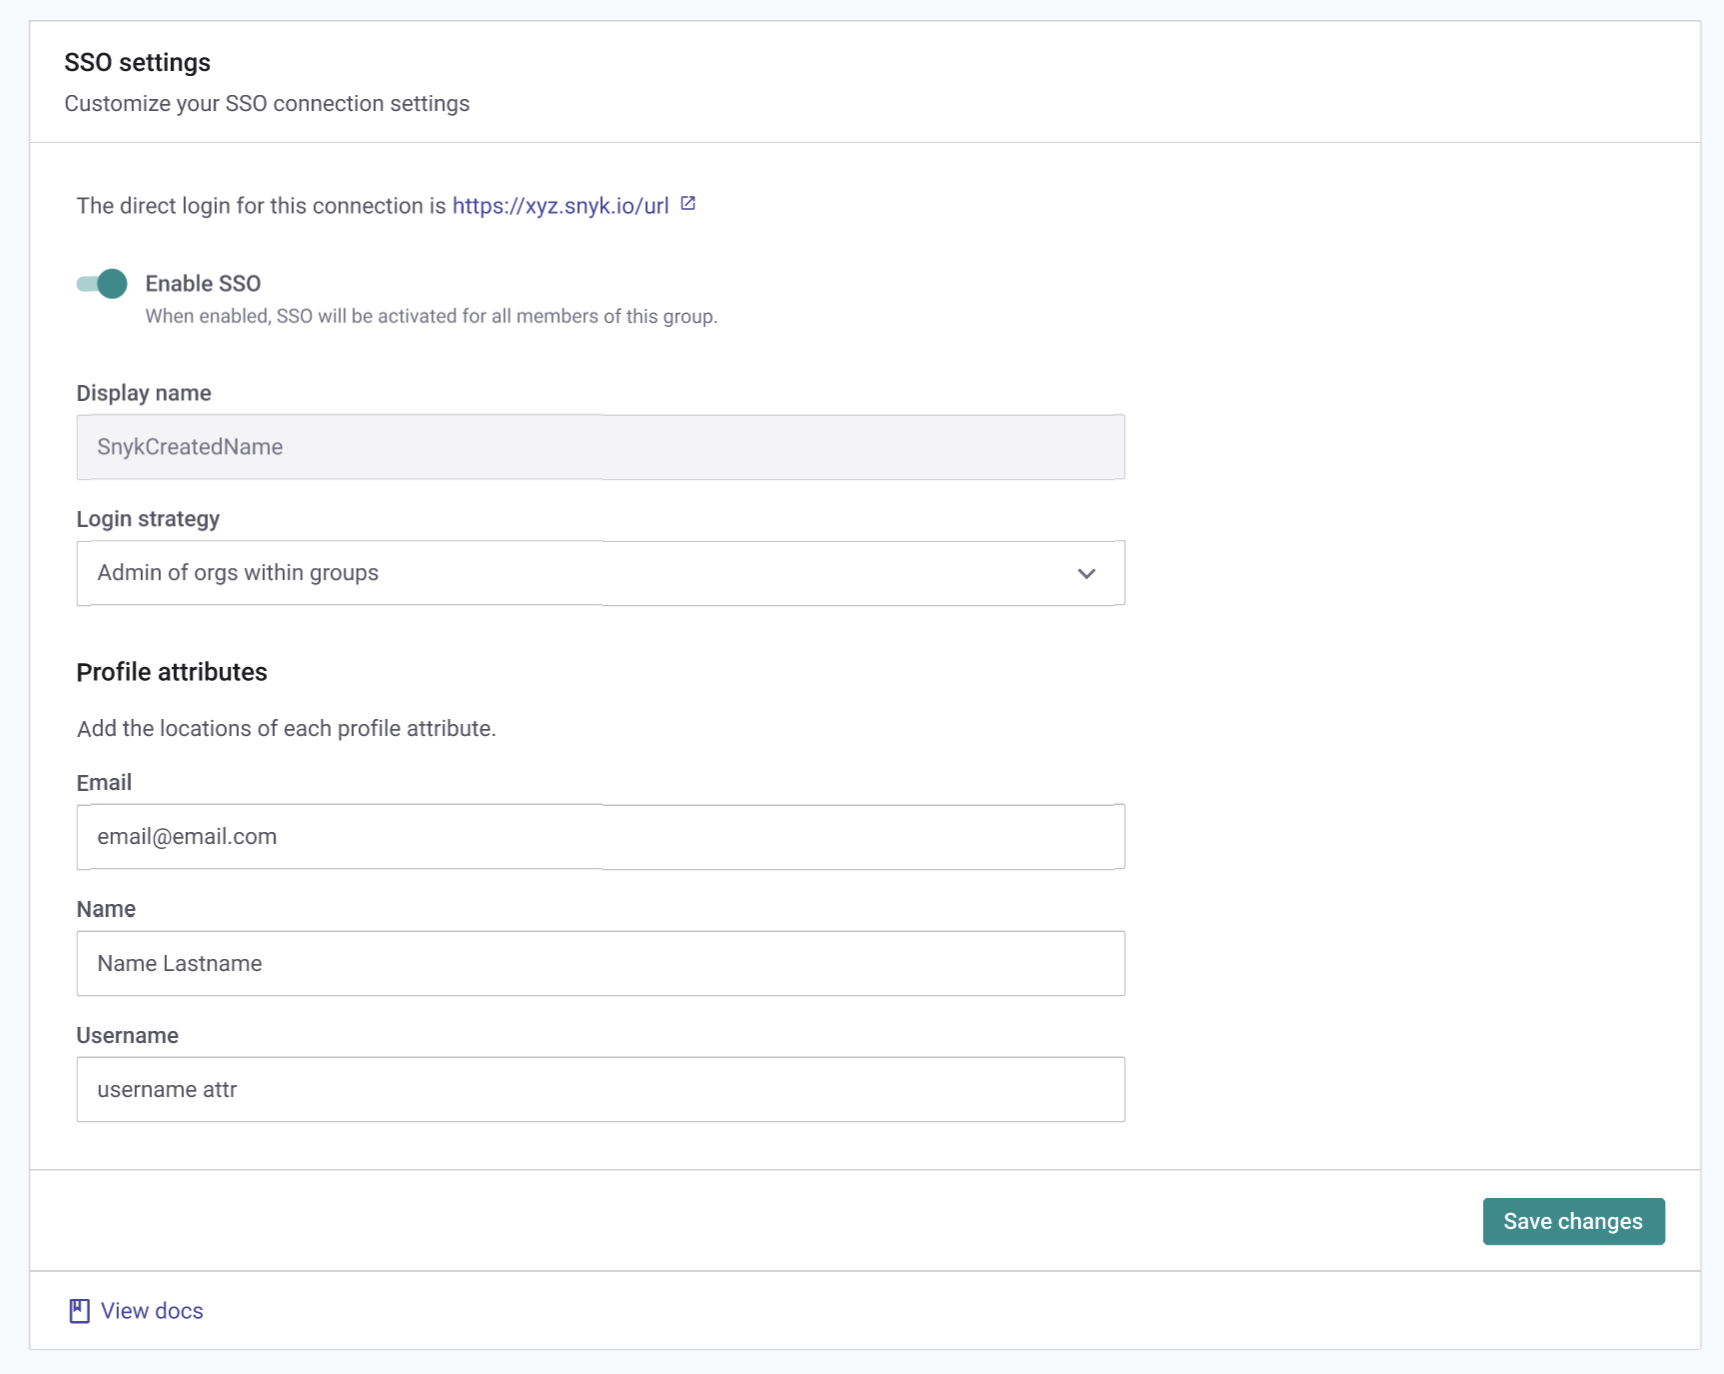 SSO settings
Customize your SSO connection settings
The direct login for this connection is https://xyz.snyk.io/url
Enable SSO
When enabled, SSO will be activated for all members of this group.
Display name
SnykCreatedName
Login strategy
Admin of orgs within groups
Profile attributes
Add the locations of each profile attribute.
Email
email@email.com
Name
Name Lastname
Username
username attr
Save changes
View docs